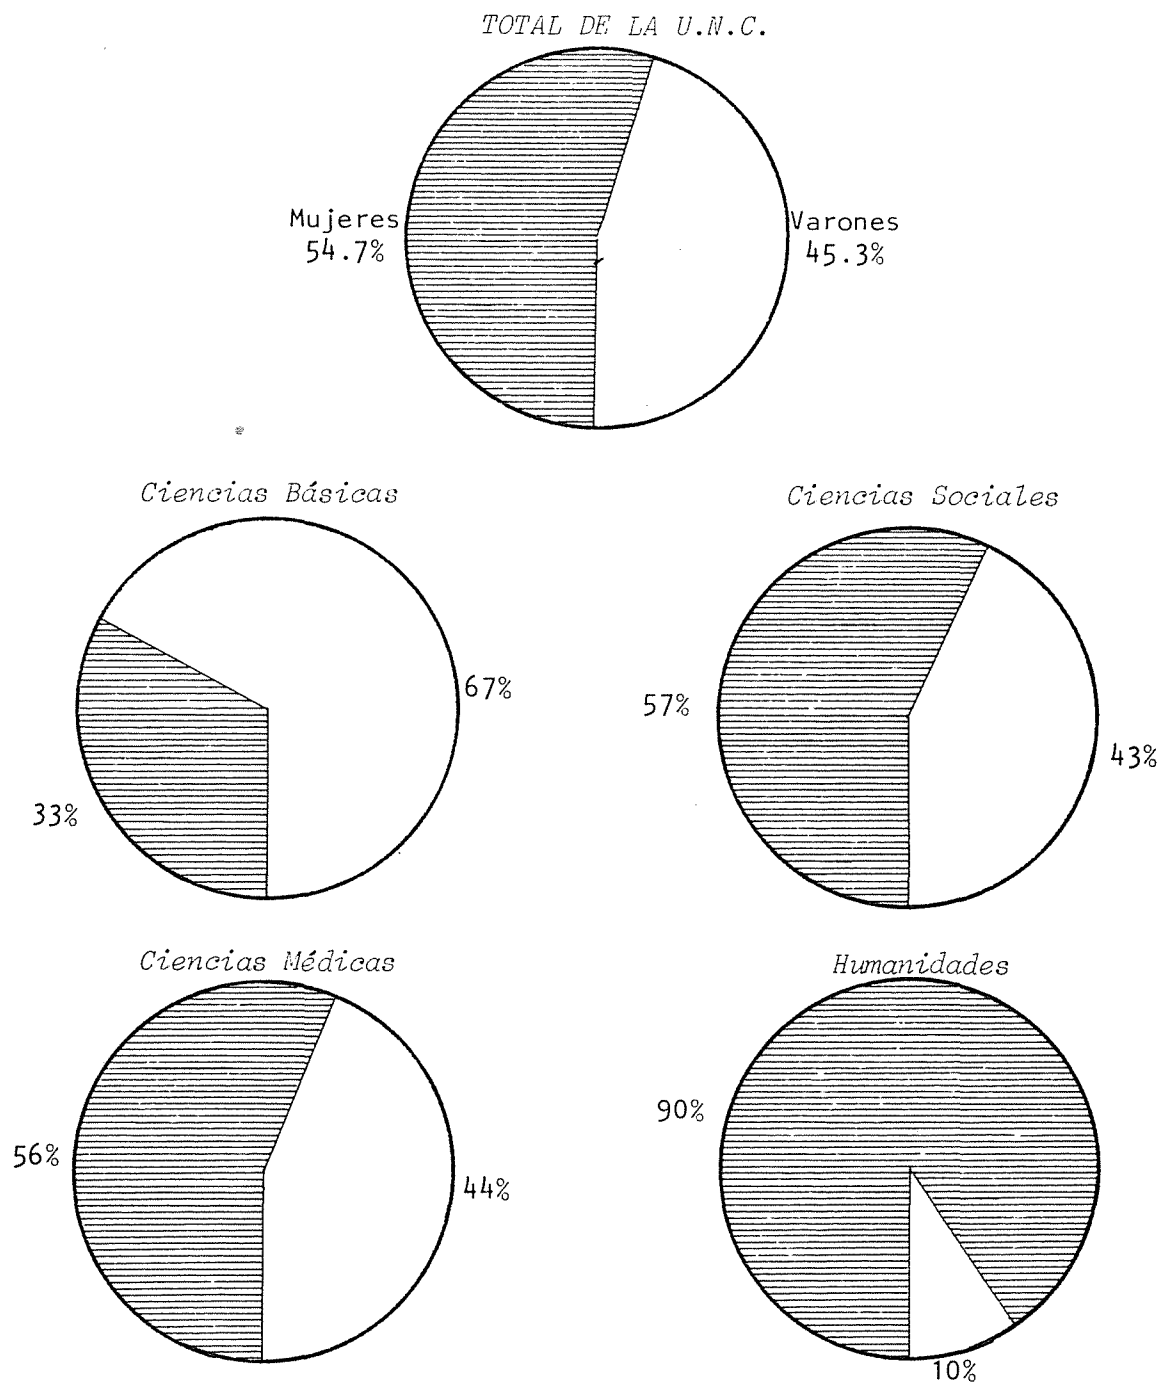 TOTAL DE LA U.N.C.
Mujeres
54.7%
Varones
45.3%
Ciencias Básicas
67%
33%
Ciencias Sociales
57%
43%
Ciencias Médicas
56%
44%
Humanidades
90%
10%